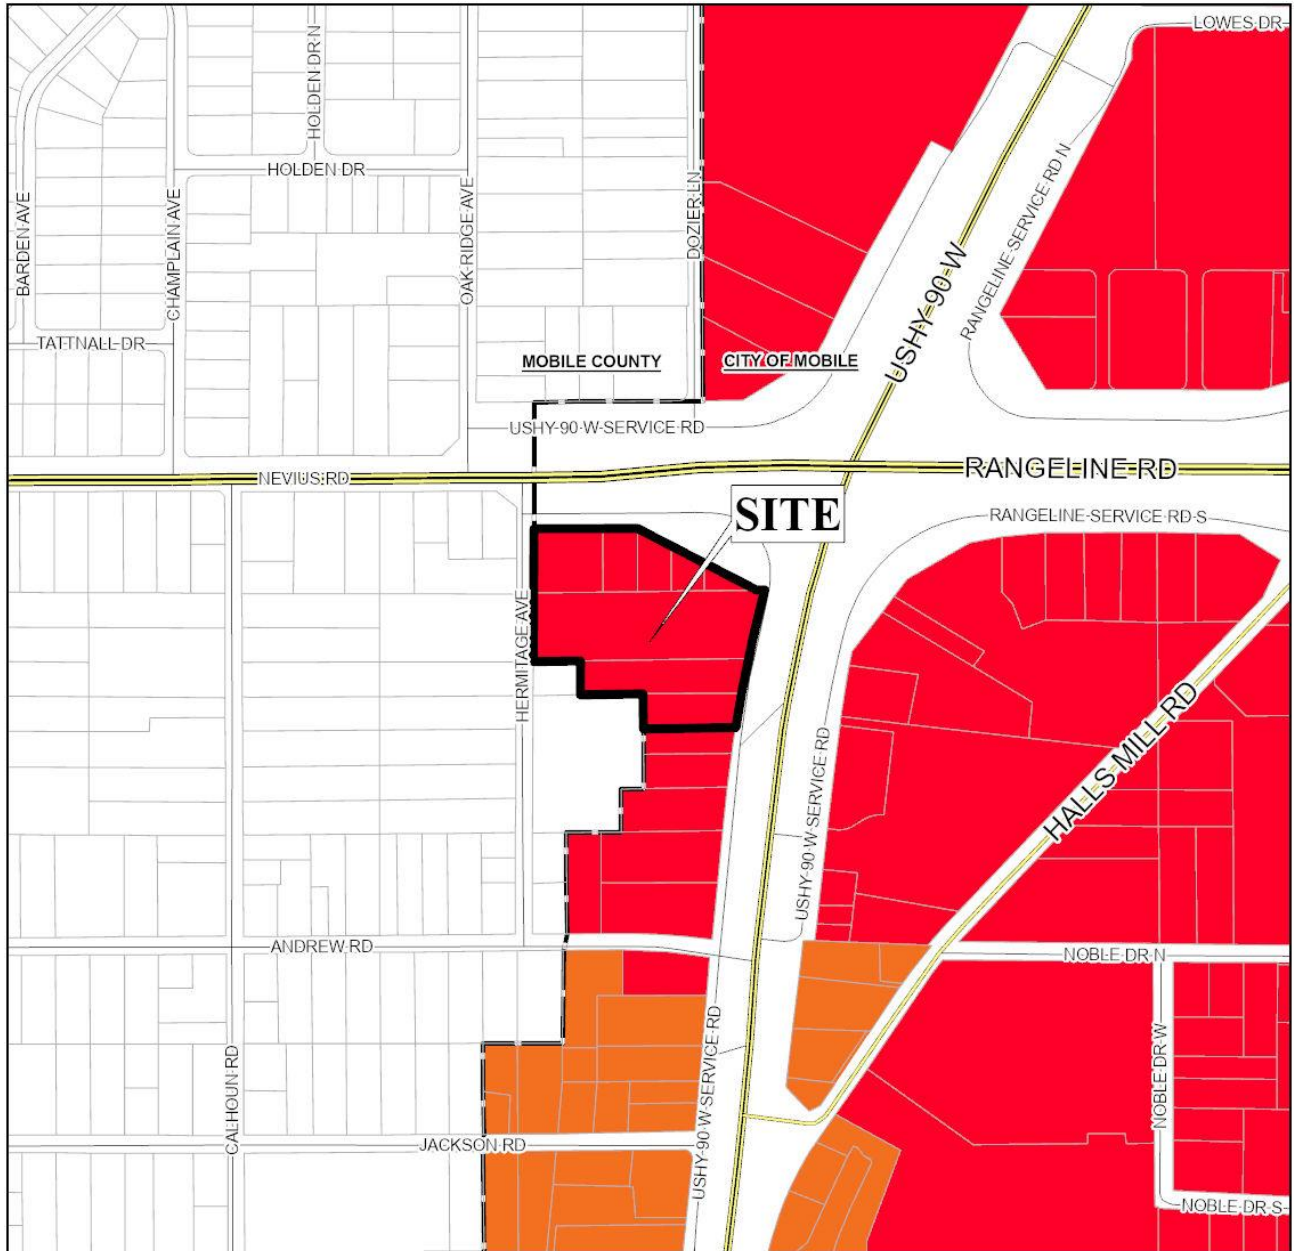 LOWES DR
HOLDEN DR N
HOLDEN DR
BARDEN AVE
CHAMPLAIN AVE
OAK RIDGE AVE
DOZIER LN
RANGELINE SERVICE RD N
USHY 90 W
TATTNALL DR
MOBILE COUNTY
CITY OF MOBILE
USHY 90 W SERVICE RD
NEVIUS RD
RANGELINE RD
SITE
RANGELINE SERVICE RD S
HERMITAGE AVE
HALLS MILL RD
USHY 90 W SERVICE RD
ANDREW RD
NOBLE DR N
CALHOUN RD
USHY 90 W SERVICE RD
NOBLE DR W
JACKSON RD
NOBLE DR S